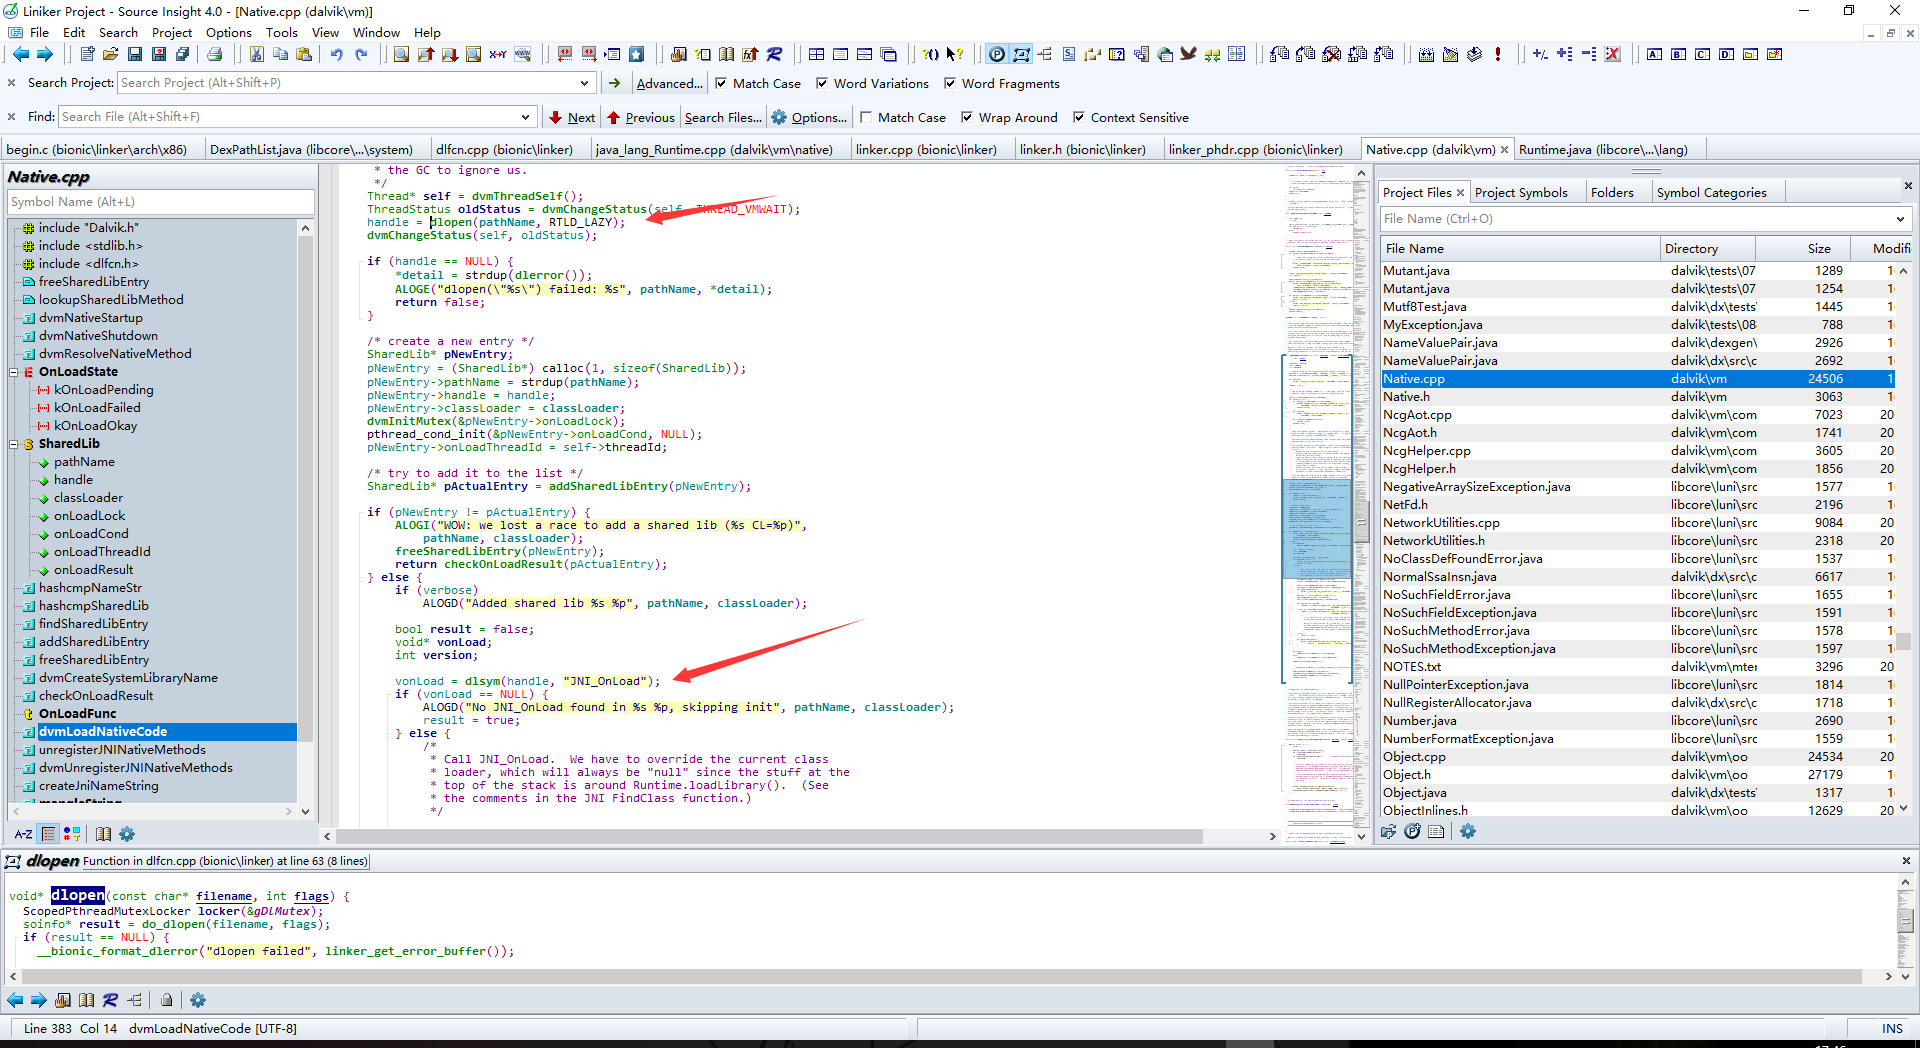 Liniker Project - Source Insight 4.0 - [Native.cpp (dalvik\vm)]
File Edit Search Project Options Tools View Window Help
Search Project: Search Project (Alt+Shift+P) Advanced... Match Case Word Variations Word Fragments
Find: Search File (Alt+Shift+F) Next Previous Search Files... Options... Match Case Wrap Around Context Sensitive
begin.c (bionic\linker\arch\x86) DexPathList.java (libcore\...\system) dlfcn.cpp (bionic\linker) java_lang_Runtime.cpp (dalvik\vm\native) linker.cpp (bionic\linker) linker.h (bionic\linker) linker_phdr.cpp (bionic\linker) Native.cpp (dalvik\vm) Runtime.java (libcore\...\lang)
Native.cpp
Symbol Name (Alt+L)
include "Dalvik.h"
include <stdlib.h>
include <dlfcn.h>
freeSharedLibEntry
lookupSharedLibMethod
dvmNativeStartup
dvmNativeShutdown
dvmResolveNativeMethod
OnLoadState
kOnLoadPending
kOnLoadFailed
kOnLoadOkay
SharedLib
pathName
handle
classLoader
onLoadLock
onLoadCond
onLoadThreadId
onLoadResult
hashcmpNameStr
hashcmpSharedLib
findSharedLibEntry
addSharedLibEntry
freeSharedLibEntry
dvmCreateSystemLibraryName
checkOnLoadResult
OnLoadFunc
dvmLoadNativeCode
unregisterJNINativeMethods
dvmUnregisterJNINativeMethods
createJniNameString
mangleString
* the GC to ignore us.
*/
Thread* self = dvmThreadSelf();
ThreadStatus oldStatus = dvmChangeStatus(self, THREAD_VMWAIT);
handle = dlopen(pathName, RTLD_LAZY);
dvmChangeStatus(self, oldStatus);
if (handle == NULL) {
*detail = strdup(dlerror());
ALOGE("dlopen(\"%s\") failed: %s", pathName, *detail);
return false;
}
/* create a new entry */
SharedLib* pNewEntry;
pNewEntry = (SharedLib*) calloc(1, sizeof(SharedLib));
pNewEntry->pathName = strdup(pathName);
pNewEntry->handle = handle;
pNewEntry->classLoader = classLoader;
dvmInitMutex(&pNewEntry->onLoadLock);
pthread_cond_init(&pNewEntry->onLoadCond, NULL);
pNewEntry->onLoadThreadId = self->threadId;
/* try to add it to the list */
SharedLib* pActualEntry = addSharedLibEntry(pNewEntry);
if (pNewEntry != pActualEntry) {
ALOGI("WOW: we lost a race to add a shared lib (%s CL=%p)",
pathName, classLoader);
freeSharedLibEntry(pNewEntry);
return checkOnLoadResult(pActualEntry);
} else {
if (verbose)
ALOGD("Added shared lib %s %p", pathName, classLoader);
bool result = false;
void* vonLoad;
int version;
vonLoad = dlsym(handle, "JNI_OnLoad");
if (vonLoad == NULL) {
ALOGD("No JNI_OnLoad found in %s %p, skipping init", pathName, classLoader);
result = true;
} else {
/*
* Call JNI_OnLoad. We have to override the current class
* loader, which will always be "null" since the stuff at the
* top of the stack is around Runtime.loadLibrary(). (See
* the comments in the JNI FindClass function.)
*/
Project Files Project Symbols Folders Symbol Categories
File Name (Ctrl+O)
File Name Directory Size Modifi
Mutant.java dalvik\tests\07 1289 1
Mutant.java dalvik\tests\07 1254 1
Mutf8Test.java dalvik\dx\tests' 1445 1
MyException.java dalvik\tests\08 788 1
NameValuePair.java dalvik\dexgen\ 2926 1
NameValuePair.java dalvik\dx\src\c 2692 1
Native.cpp dalvik\vm 24506 1
Native.h dalvik\vm 3063 1
NcgAot.cpp dalvik\vm\com 7023 20
NcgAot.h dalvik\vm\com 1741 20
NcgHelper.cpp dalvik\vm\com 3605 20
NcgHelper.h dalvik\vm\com 1856 20
NegativeArraySizeException.java libcore\luni\src 1577 1
NetFd.h libcore\luni\src 2196 1
NetworkUtilities.cpp libcore\luni\src 9084 20
NetworkUtilities.h libcore\luni\src 2318 20
NoClassDefFoundError.java libcore\luni\src 1537 1
NormalSsaInsn.java dalvik\dx\src\c 6617 1
NoSuchFieldError.java libcore\luni\src 1655 1
NoSuchFieldException.java libcore\luni\src 1591 1
NoSuchMethodError.java libcore\luni\src 1578 1
NoSuchMethodException.java libcore\luni\src 1597 1
NOTES.txt dalvik\vm\mter 3296 20
NullPointerException.java libcore\luni\src 1814 1
NullRegisterAllocator.java dalvik\dx\src\c 1718 1
Number.java libcore\luni\src 2690 1
NumberFormatException.java libcore\luni\src 1559 1
Object.cpp dalvik\vm\oo 24534 20
Object.h dalvik\vm\oo 27179 1
Object.java dalvik\dx\tests' 1317 1
ObjectInlines.h dalvik\vm\oo 12629 20
A-Z
dlopen Function in dlfcn.cpp (bionic\linker) at line 63 (8 lines)
void* dlopen(const char* filename, int flags) {
ScopedPthreadMutexLocker locker(&gDLMutex);
soinfo* result = do_dlopen(filename, flags);
if (result == NULL) {
__bionic_format_dlerror("dlopen failed", linker_get_error_buffer());
Line 383 Col 14 dvmLoadNativeCode [UTF-8] INS